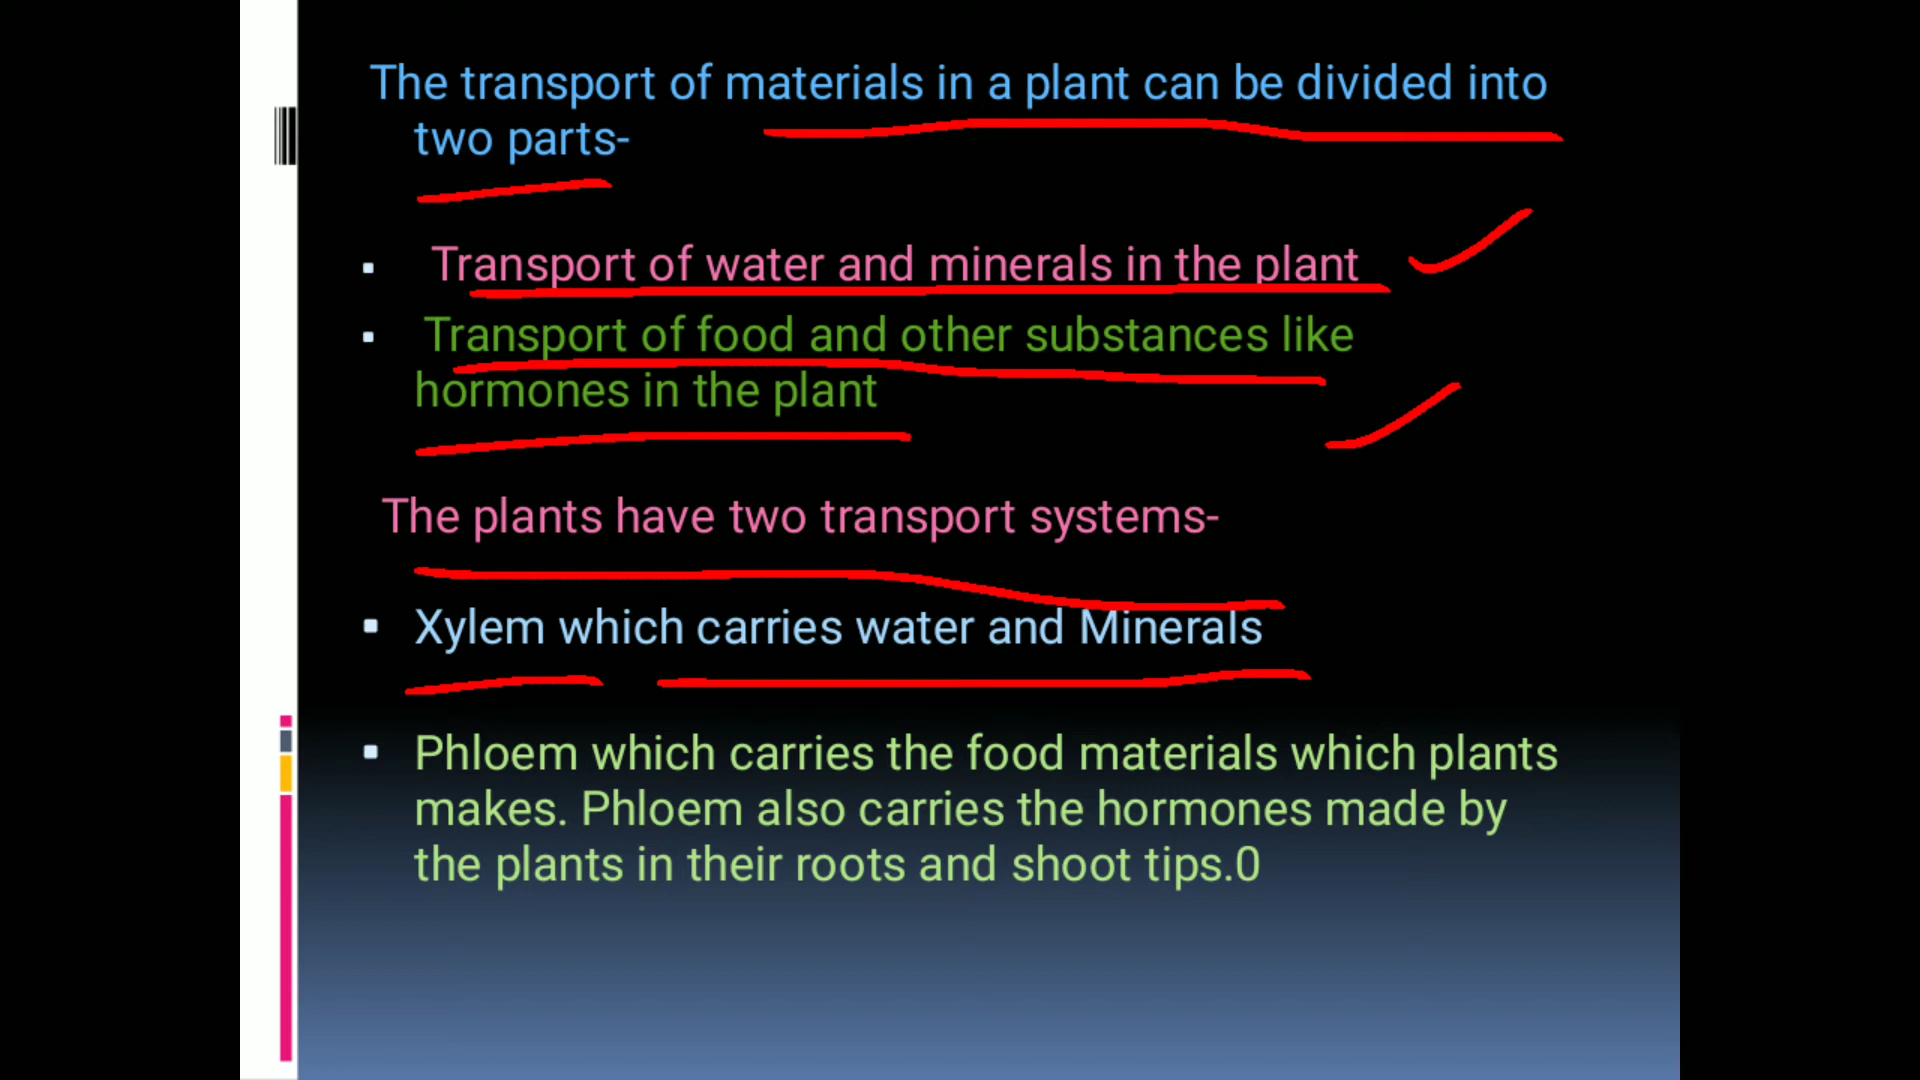 The transport of materials in a plant can be divided into
two parts-
▪ Transport of water and minerals in the plant
▪ Transport of food and other substances like
hormones in the plant
The plants have two transport systems-
▪ Xylem which carries water and Minerals
▪ Phloem which carries the food materials which plants
makes. Phloem also carries the hormones made by
the plants in their roots and shoot tips.0